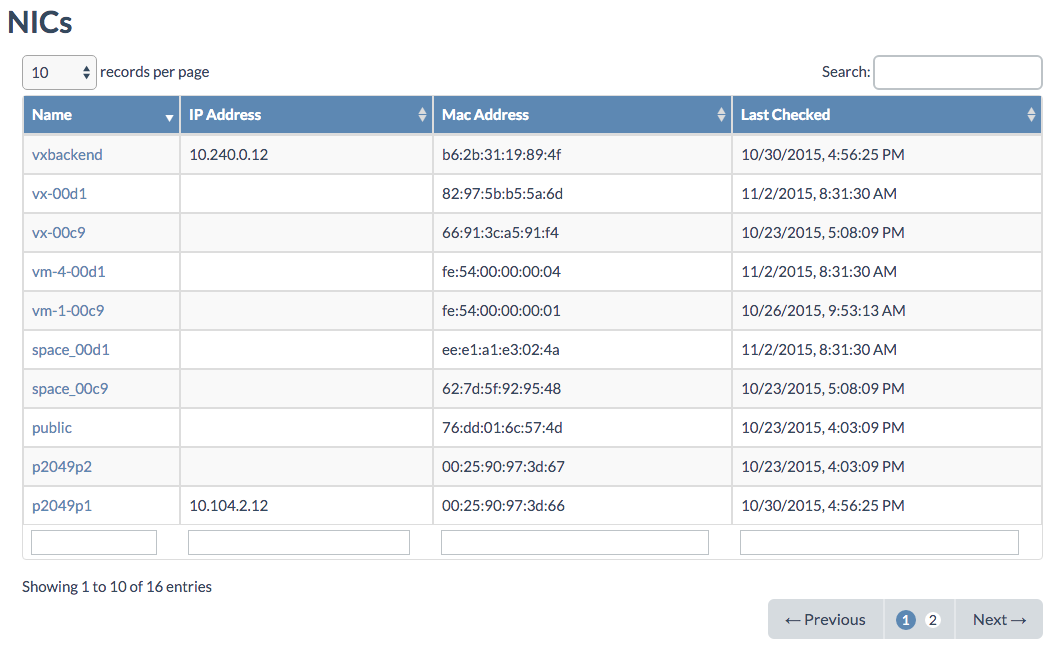 NICs
10 records per page Search:
Name IP Address Mac Address Last Checked
vxbackend 10.240.0.12 b6:2b:31:19:89:4f 10/30/2015, 4:56:25 PM
vx-00d1 82:97:5b:b5:5a:6d 11/2/2015, 8:31:30 AM
vx-00c9 66:91:3c:a5:91:f4 10/23/2015, 5:08:09 PM
vm-4-00d1 fe:54:00:00:00:04 11/2/2015, 8:31:30 AM
vm-1-00c9 fe:54:00:00:00:01 10/26/2015, 9:53:13 AM
space_00d1 ee:e1:a1:e3:02:4a 11/2/2015, 8:31:30 AM
space_00c9 62:7d:5f:92:95:48 10/23/2015, 5:08:09 PM
public 76:dd:01:6c:57:4d 10/23/2015, 4:03:09 PM
p2049p2 00:25:90:97:3d:67 10/23/2015, 4:03:09 PM
p2049p1 10.104.2.12 00:25:90:97:3d:66 10/30/2015, 4:56:25 PM
Showing 1 to 10 of 16 entries
← Previous 1 2 Next →